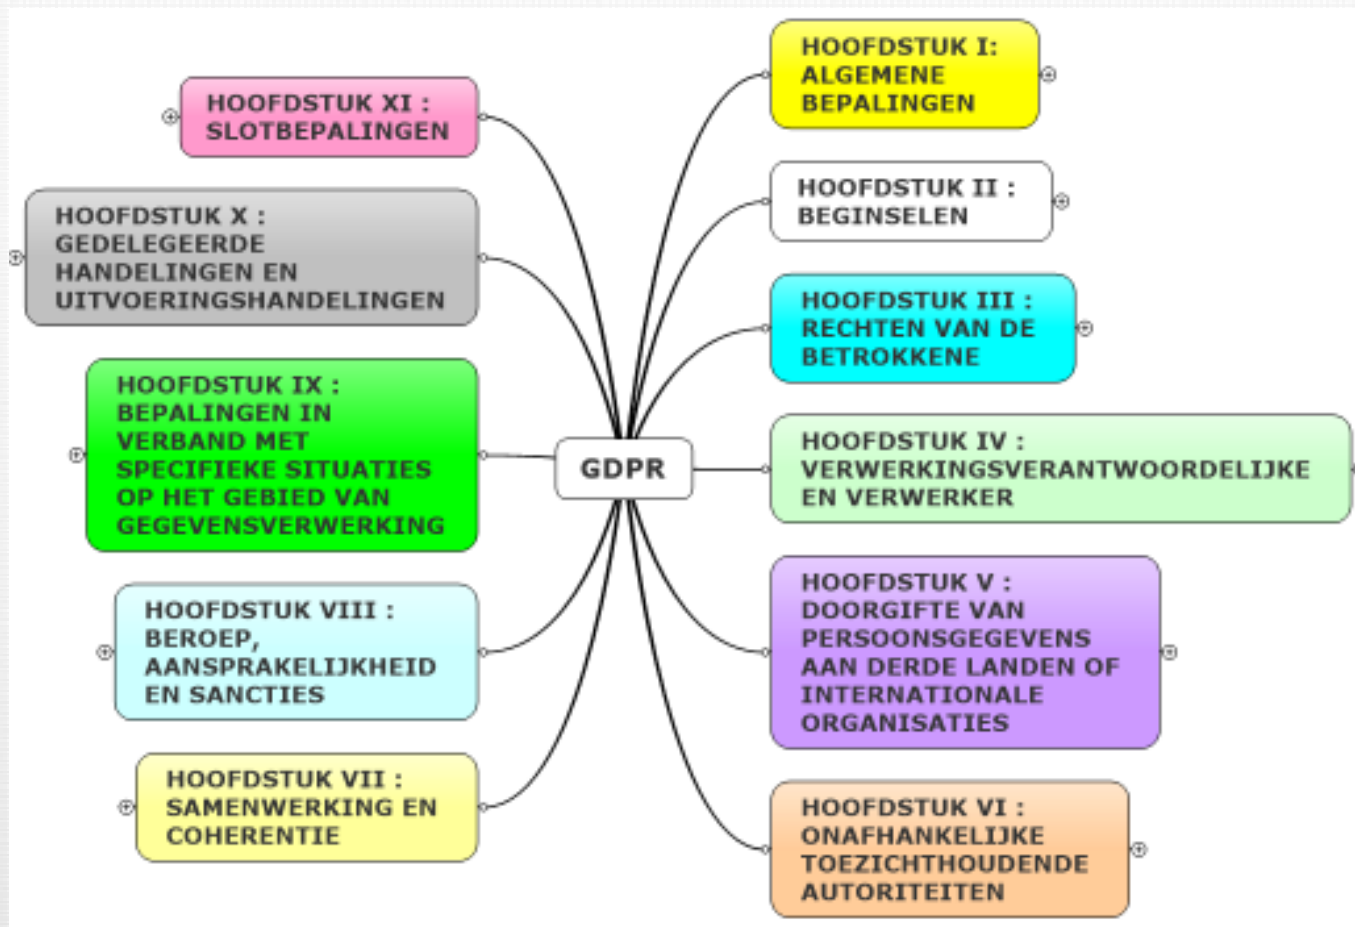 HOOFDSTUK I:
ALGEMENE
BEPALINGEN
HOOFDSTUK II :
BEGINSELEN
HOOFDSTUK III :
RECHTEN VAN DE
BETROKKENE
HOOFDSTUK IV :
VERWERKINGSVERANTWOORDELIJKE
EN VERWERKER
HOOFDSTUK V :
DOORGIFTE VAN
PERSOONSGEGEVENS
AAN DERDE LANDEN OF
INTERNATIONALE
ORGANISATIES
HOOFDSTUK VI :
ONAFHANKELIJKE
TOEZICHTHOUDENDE
AUTORITEITEN
HOOFDSTUK VII :
SAMENWERKING EN
COHERENTIE
HOOFDSTUK VIII :
BEROEP,
AANSPRAKELIJKHEID
EN SANCTIES
HOOFDSTUK IX :
BEPALINGEN IN
VERBAND MET
SPECIFIEKE SITUATIES
OP HET GEBIED VAN
GEGEVENSVERWERKING
HOOFDSTUK X :
GEDELEGEERDE
HANDELINGEN EN
UITVOERINGSHANDELINGEN
HOOFDSTUK XI :
SLOTBEPALINGEN
GDPR